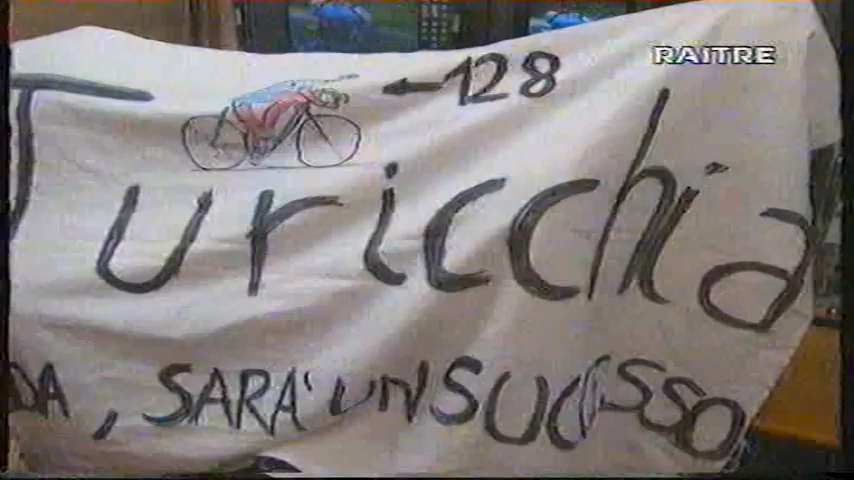 RAITRE
←128
Turicchia
DA, SARA' UN SUCCESSO